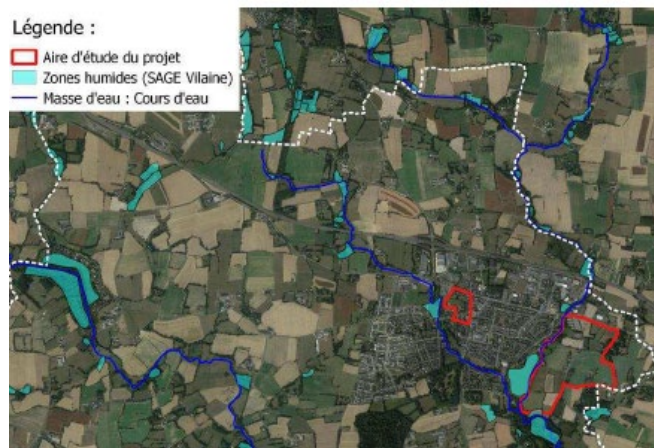 Légende :
Aire d'étude du projet
Zones humides (SAGE Vilaine)
Masse d'eau : Cours d'eau